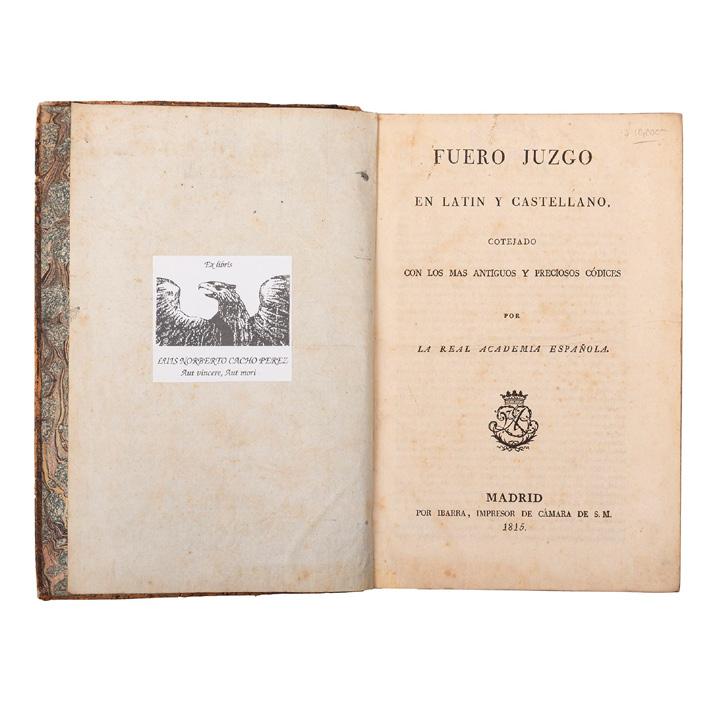 Ex libris
LUIS NORBERTO CACHO PEREZ
Aut vincere, Aut mori
FUERO JUZGO
EN LATIN Y CASTELLANO,
COTEJADO
CON LOS MAS ANTIGUOS Y PRECIOSOS CÓDICES
POR
LA REAL ACADEMIA ESPAÑOLA.
MADRID
POR IBARRA, IMPRESOR DE CÁMARA DE S. M.
1815.